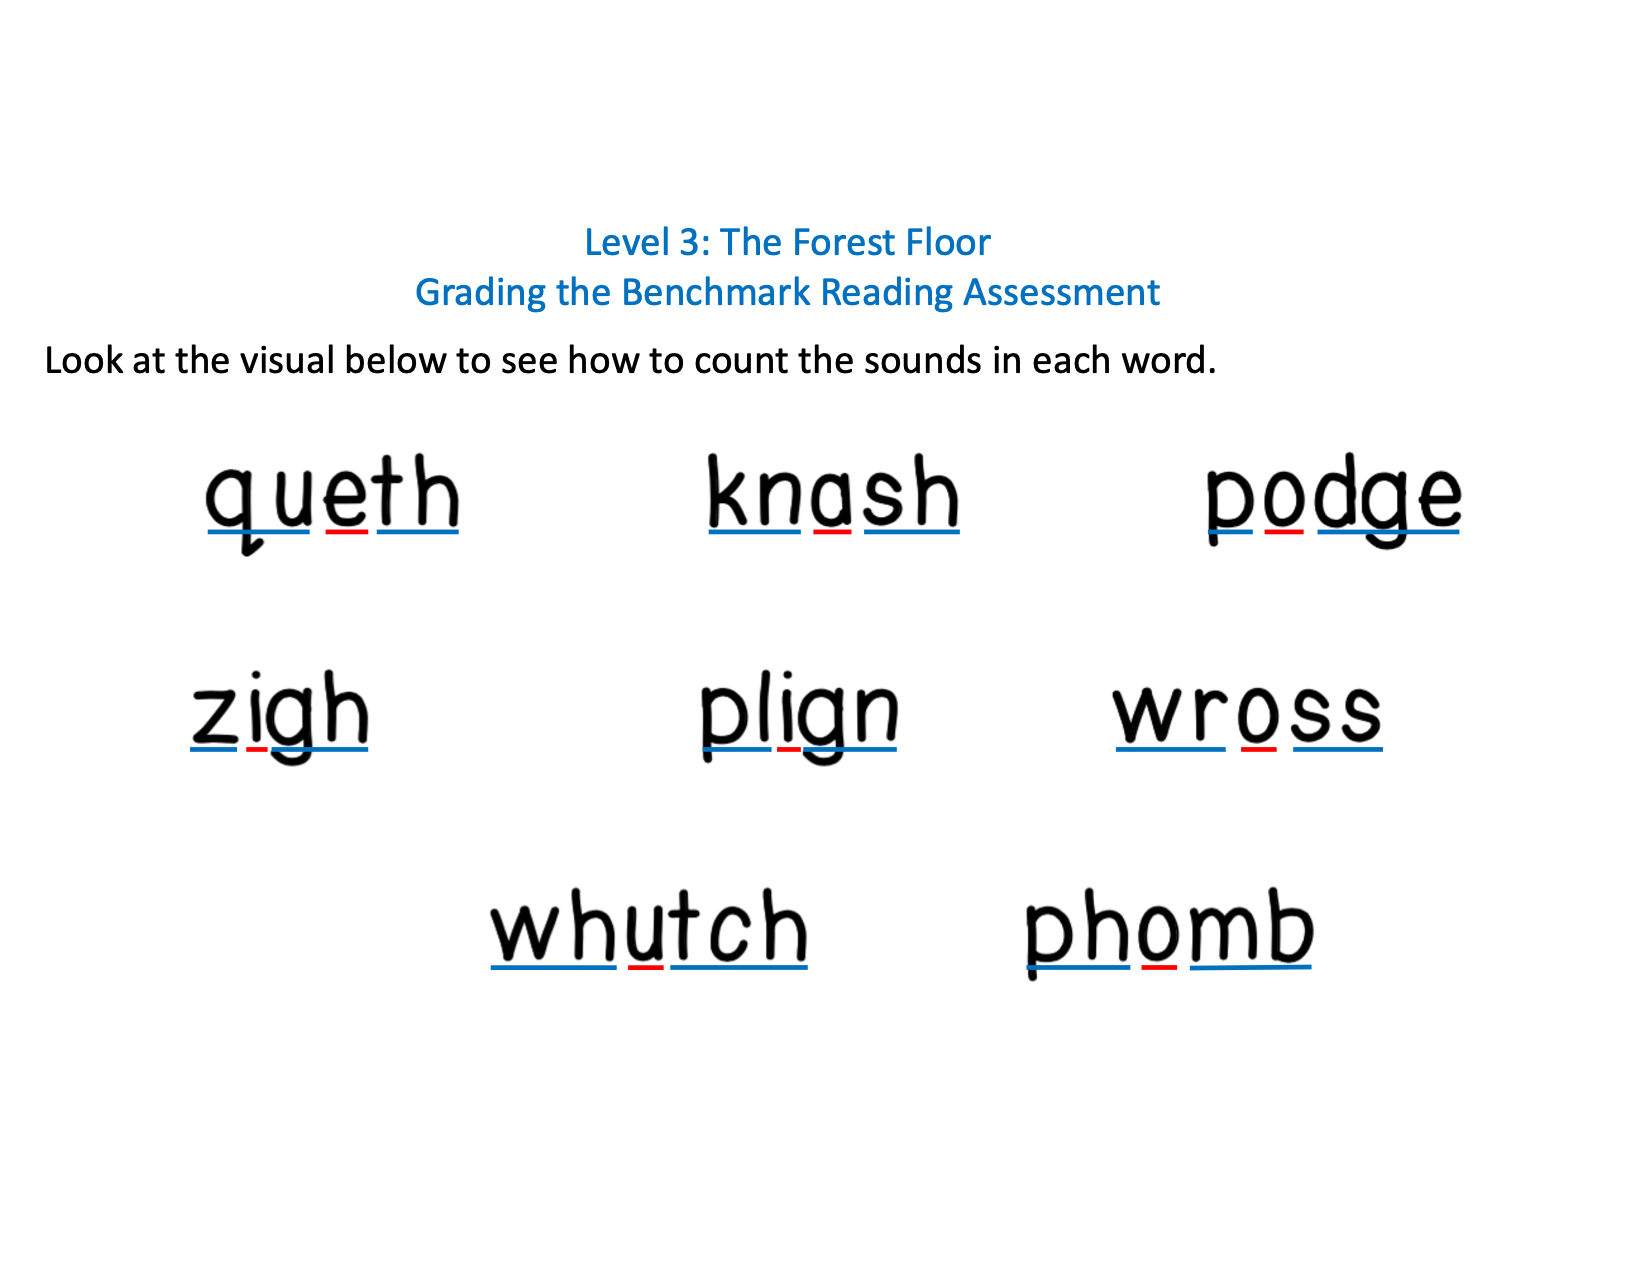 Level 3: The Forest Floor
Grading the Benchmark Reading Assessment
Look at the visual below to see how to count the sounds in each word.
queth knash podge
zigh plign wross
whutch phomb